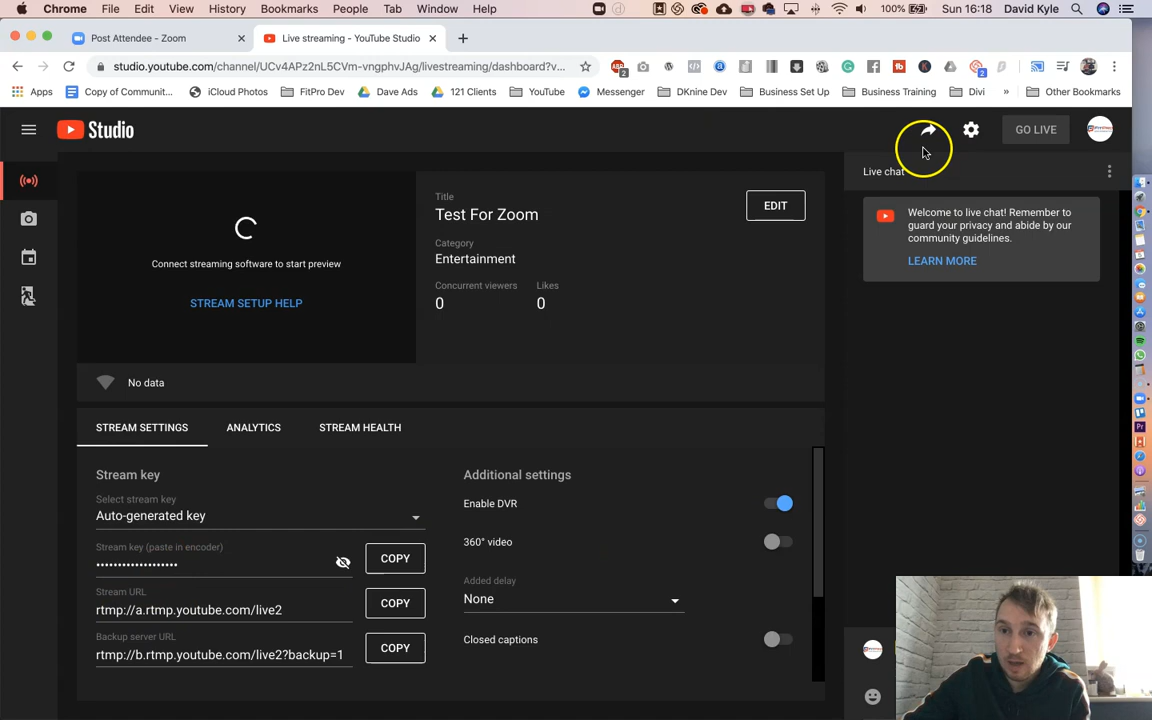 Chrome File Edit View History Bookmarks People Tab Window Help 100% Sun 16:18 David Kyle
Post Attendee - Zoom Live streaming - YouTube Studio
studio.youtube.com/channel/UCv4APz2nL5CVm-vngphvJAg/livestreaming/dashboard?v... 2 2
Apps Copy of Communit... iCloud Photos FitPro Dev Dave Ads 121 Clients YouTube Messenger DKnine Dev Business Set Up Business Training Divi » Other Bookmarks
Studio GO LIVE
Live chat
Title
Test For Zoom
EDIT
Category
Entertainment
Concurrent viewers Likes
0 0
Connect streaming software to start preview
STREAM SETUP HELP
No data
Welcome to live chat! Remember to
guard your privacy and abide by our
community guidelines.
LEARN MORE
STREAM SETTINGS ANALYTICS STREAM HEALTH
Stream key
Select stream key
Auto-generated key
Stream key (paste in encoder)
••••••••••••••••••• COPY
Stream URL
rtmp://a.rtmp.youtube.com/live2 COPY
Backup server URL
rtmp://b.rtmp.youtube.com/live2?backup=1 COPY
Additional settings
Enable DVR
360° video
Added delay
None
Closed captions